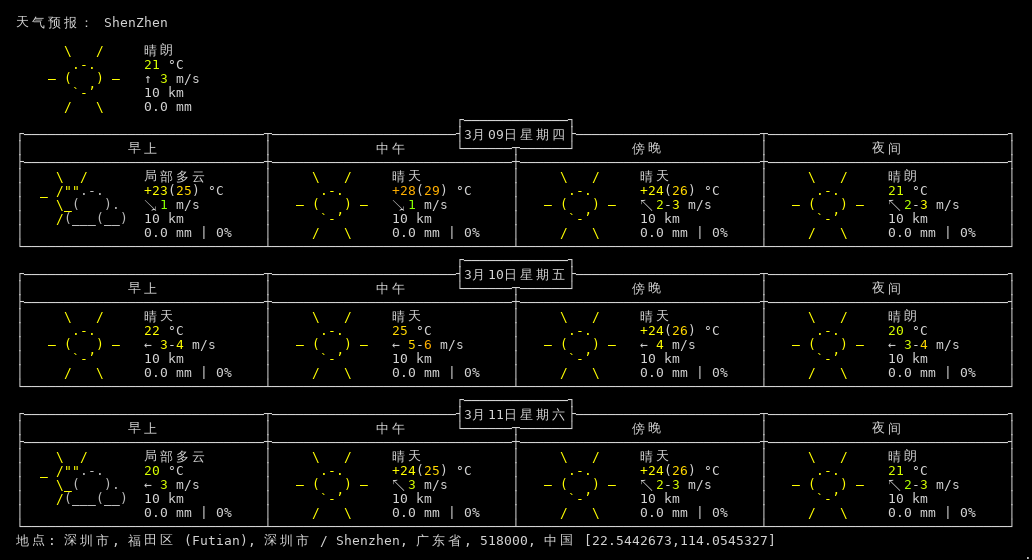 天气预报： ShenZhen
晴朗
21 °C
↑ 3 m/s
10 km
0.0 mm
3月09日星期四
早上 中午 傍晚 夜间
局部多云 晴天 晴天 晴朗
+23(25) °C +28(29) °C +24(26) °C 21 °C
↘1 m/s ↘1 m/s ↖2-3 m/s ↖2-3 m/s
10 km 10 km 10 km 10 km
0.0 mm | 0% 0.0 mm | 0% 0.0 mm | 0% 0.0 mm | 0%
3月10日星期五
早上 中午 傍晚 夜间
晴天 晴天 晴天 晴朗
22 °C 25 °C +24(26) °C 20 °C
← 3-4 m/s ← 5-6 m/s ← 4 m/s ← 3-4 m/s
10 km 10 km 10 km 10 km
0.0 mm | 0% 0.0 mm | 0% 0.0 mm | 0% 0.0 mm | 0%
3月11日星期六
早上 中午 傍晚 夜间
局部多云 晴天 晴天 晴朗
20 °C +24(25) °C +24(26) °C 21 °C
← 3 m/s ↖3 m/s ↖2-3 m/s ↖2-3 m/s
10 km 10 km 10 km 10 km
0.0 mm | 0% 0.0 mm | 0% 0.0 mm | 0% 0.0 mm | 0%
地点: 深圳市, 福田区 (Futian), 深圳市 / Shenzhen, 广东省, 518000, 中国 [22.5442673,114.0545327]